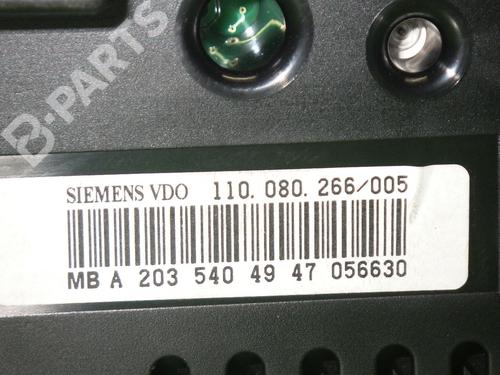 B-PARTS
SIEMENS VDO 110.080.266/005
MB A 203 540 49 47 056630